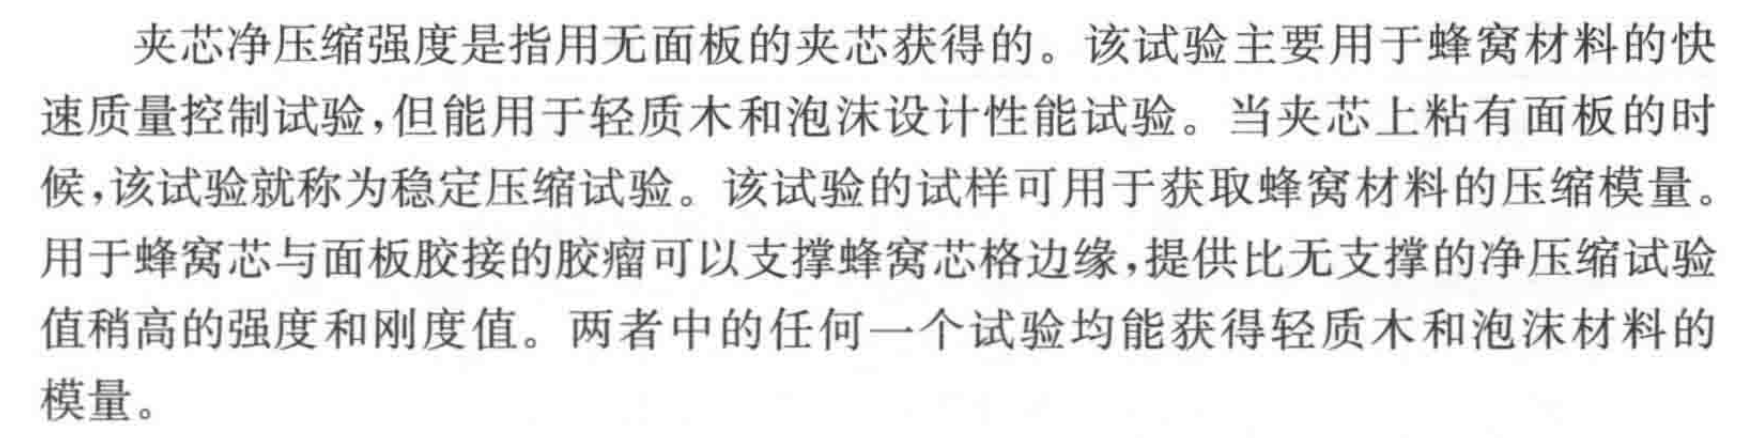 夹芯净压缩强度是指用无面板的夹芯获得的。该试验主要用于蜂窝材料的快
速质量控制试验,但能用于轻质木和泡沫设计性能试验。当夹芯上粘有面板的时
候,该试验就称为稳定压缩试验。该试验的试样可用于获取蜂窝材料的压缩模量。
用于蜂窝芯与面板胶接的胶瘤可以支撑蜂窝芯格边缘,提供比无支撑的净压缩试验
值稍高的强度和刚度值。两者中的任何一个试验均能获得轻质木和泡沫材料的
模量。